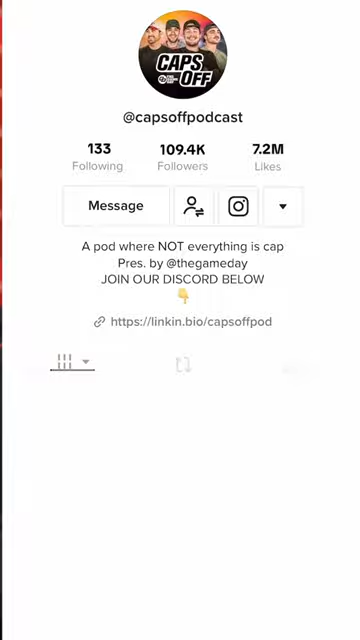 CAPS
OFF
@capsoffpodcast
133 109.4K 7.2M
Following Followers Likes
Message
A pod where NOT everything is cap
Pres. by @thegameday
JOIN OUR DISCORD BELOW
👇
https://linkin.bio/capsoffpod